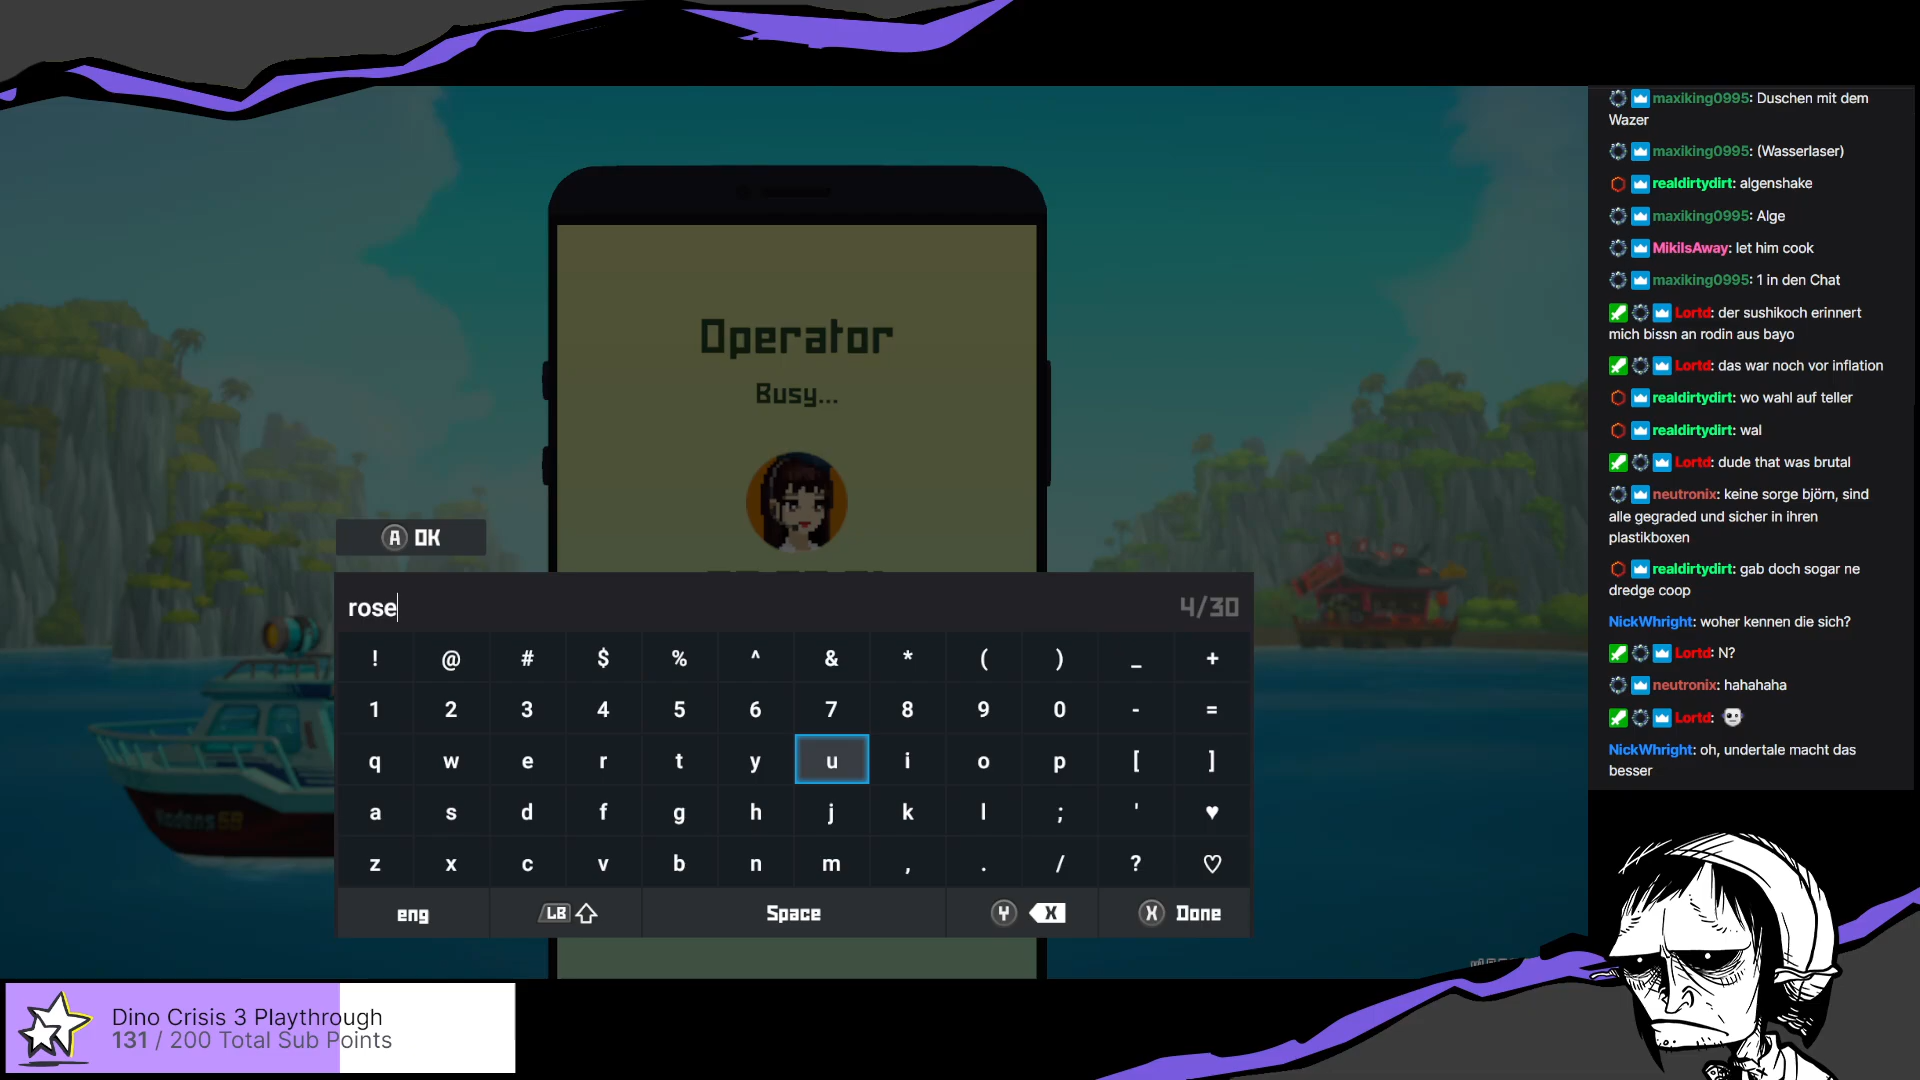 Operator
Busy...
A OK
rose
4/30
! @ # $ % ^ & * ( ) _ +
1 2 3 4 5 6 7 8 9 0 - =
q w e r t y u i o p [ ]
a s d f g h j k l ; ' ♥
z x c v b n m , . / ? ♡
eng LB Space Y X X Done
maxiking0995: Duschen mit dem
Wazer
maxiking0995: (Wasserlaser)
realdirtydirt: algenshake
maxiking0995: Alge
MikiIsAway: let him cook
maxiking0995: 1 in den Chat
Lortd: der sushikoch erinnert
mich bissn an rodin aus bayo
Lortd: das war noch vor inflation
realdirtydirt: wo wahl auf teller
realdirtydirt: wal
Lortd: dude that was brutal
neutronix: keine sorge björn, sind
alle gegraded und sicher in ihren
plastikboxen
realdirtydirt: gab doch sogar ne
dredge coop
NickWhright: woher kennen die sich?
Lortd: N?
neutronix: hahahaha
Lortd:
NickWhright: oh, undertale macht das
besser
Dino Crisis 3 Playthrough
131 / 200 Total Sub Points